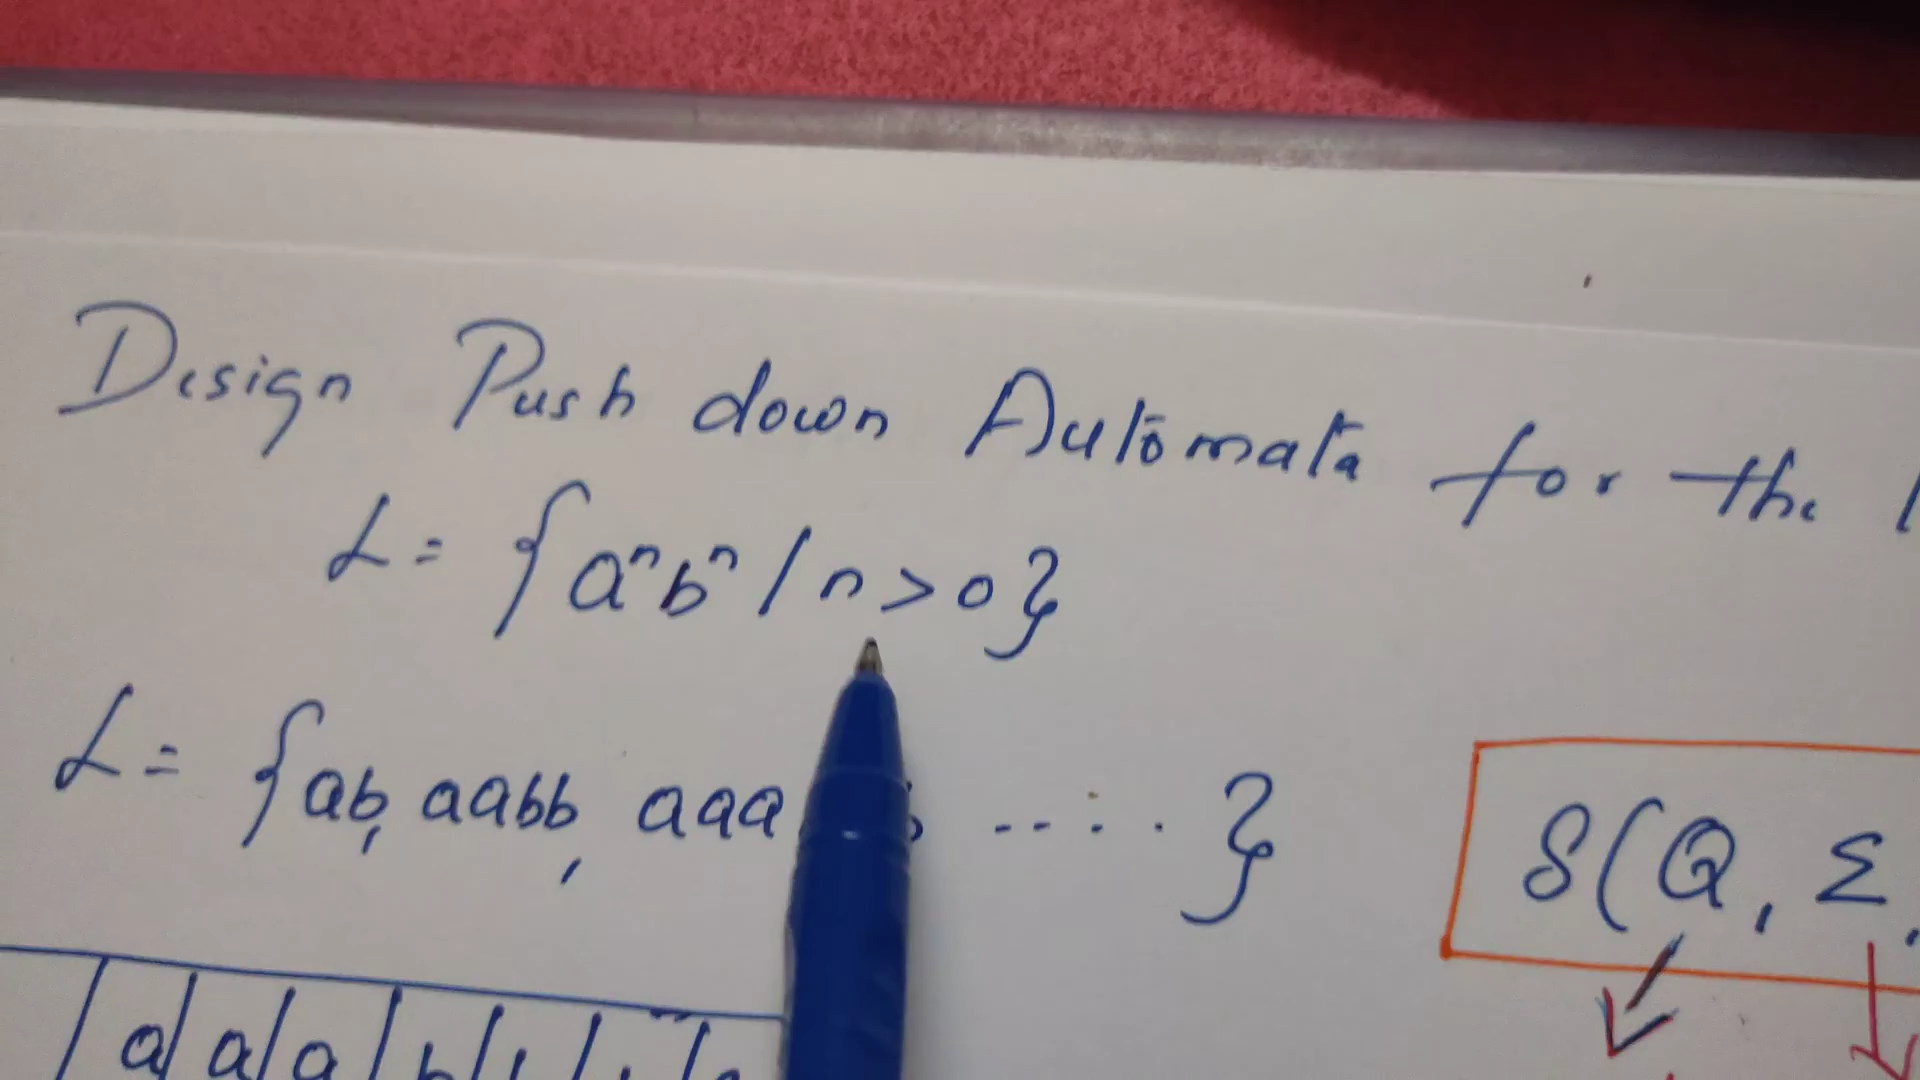 Design Push down Automata for the
L = {aⁿbⁿ / n > 0}
L = {ab, aabb, aaa ......}
δ(Q, Σ,
a a a b